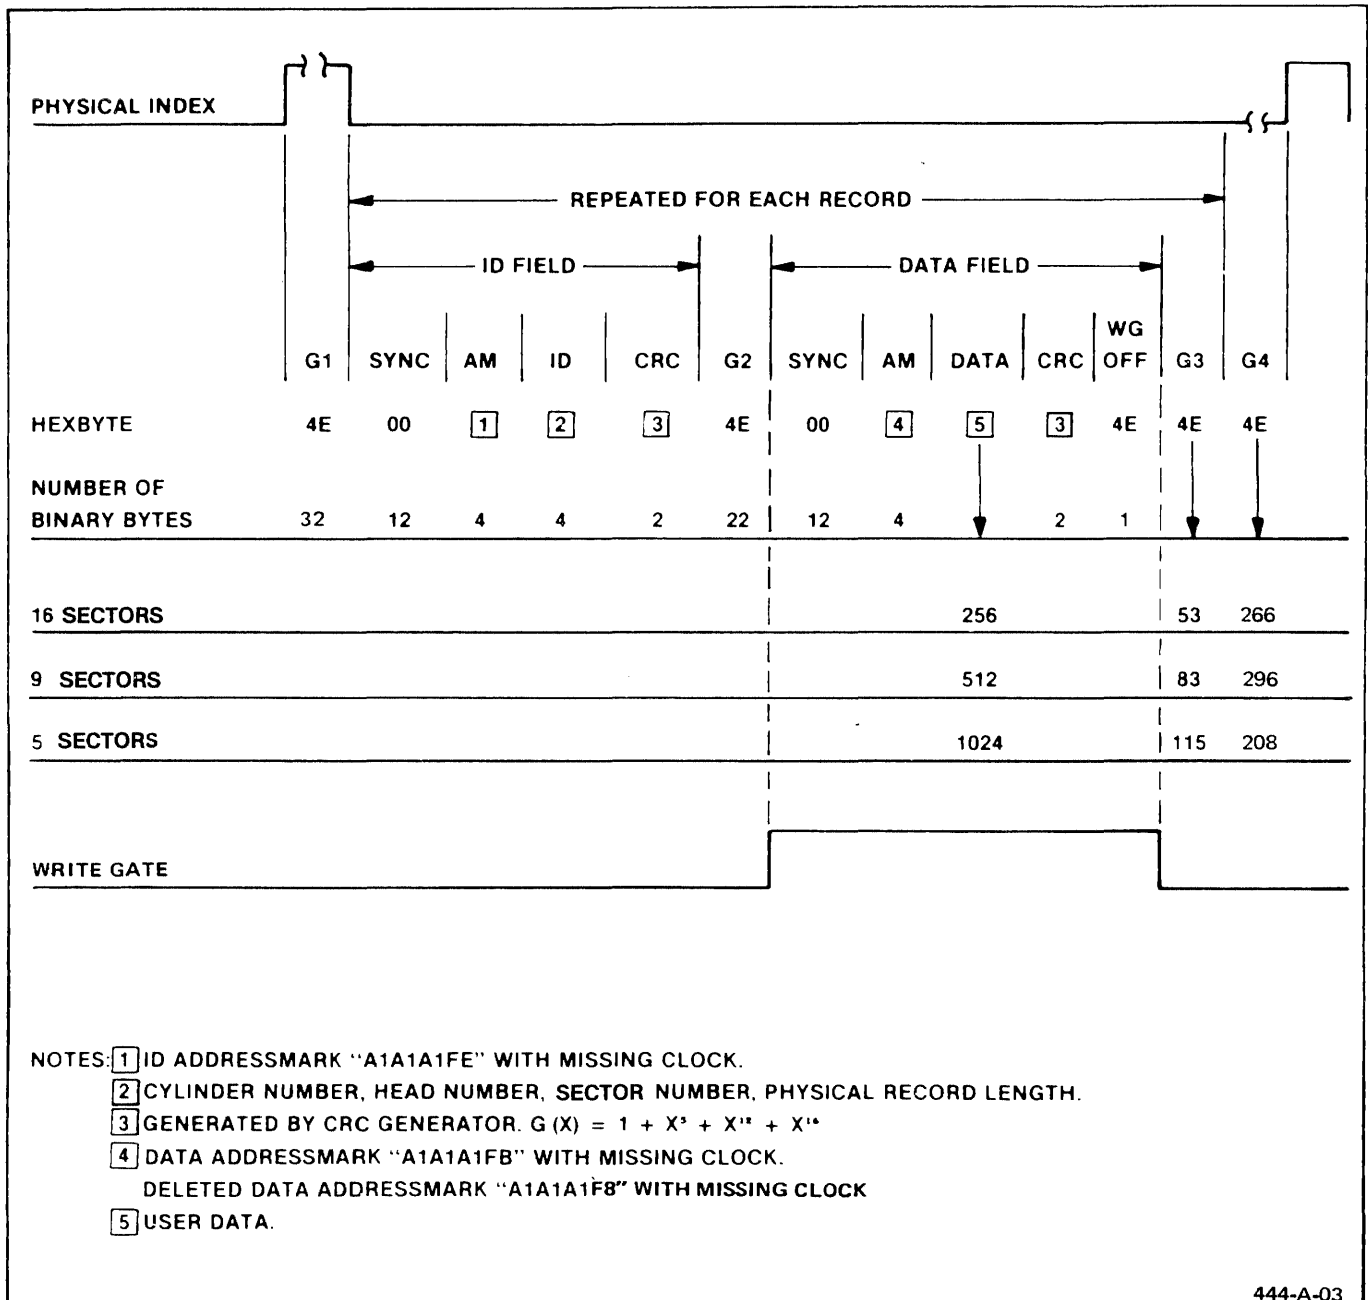 PHYSICAL INDEX
REPEATED FOR EACH RECORD
ID FIELD DATA FIELD
WG
G1 SYNC AM ID CRC G2 SYNC AM DATA CRC OFF G3 G4
HEXBYTE 4E 00 1 2 3 4E 00 4 5 3 4E 4E 4E
NUMBER OF
BINARY BYTES 32 12 4 4 2 22 12 4 2 1
16 SECTORS 256 53 266
9 SECTORS 512 83 296
5 SECTORS 1024 115 208
WRITE GATE
NOTES: 1 ID ADDRESSMARK "A1A1A1FE" WITH MISSING CLOCK.
2 CYLINDER NUMBER, HEAD NUMBER, SECTOR NUMBER, PHYSICAL RECORD LENGTH.
3 GENERATED BY CRC GENERATOR. G (X) = 1 + X⁵ + X¹² + X¹⁶
4 DATA ADDRESSMARK "A1A1A1FB" WITH MISSING CLOCK.
DELETED DATA ADDRESSMARK "A1A1A1F8" WITH MISSING CLOCK
5 USER DATA.
444-A-03